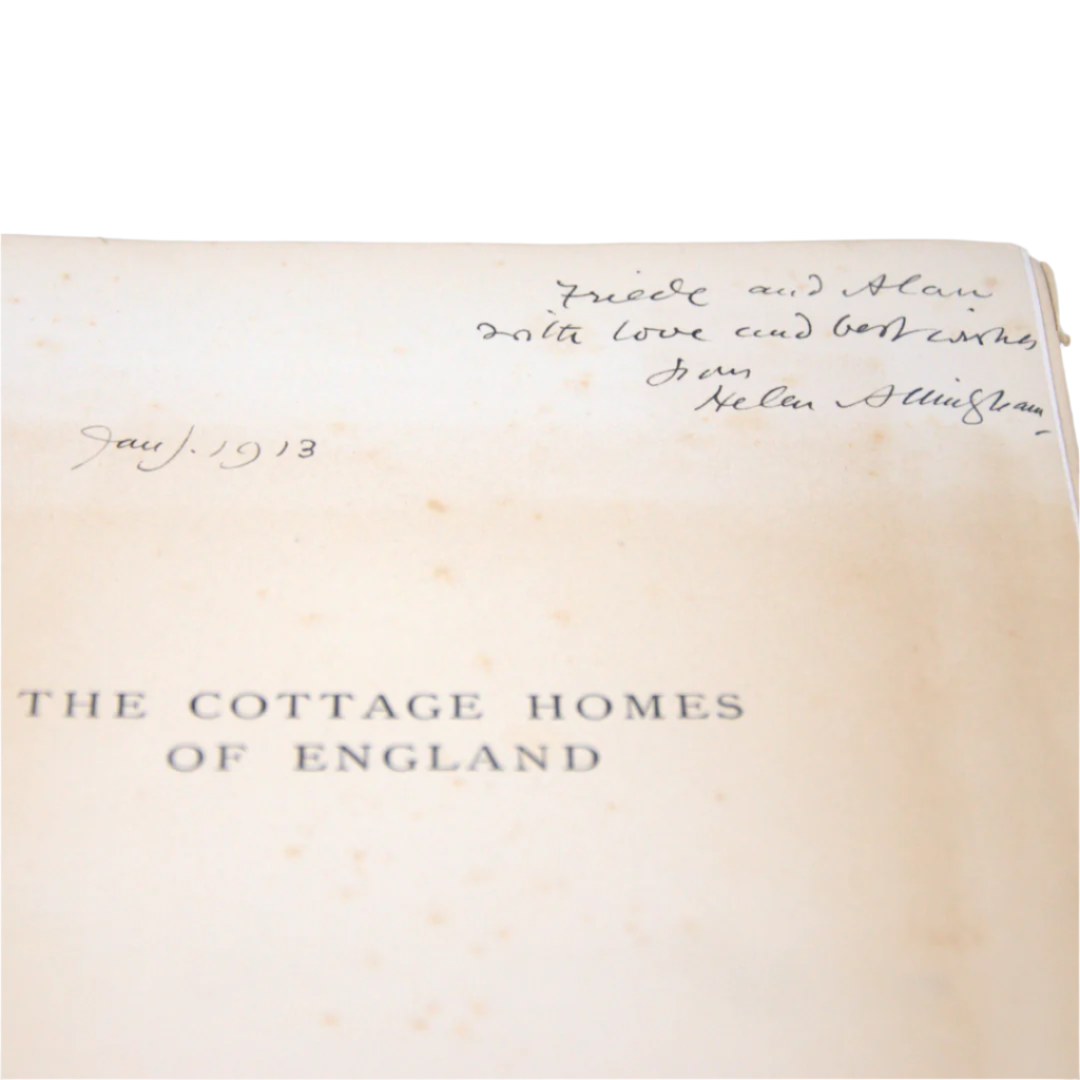 Friede and Alan
with love and best wishes
from
Helen Allingham
Jan. 1913
THE COTTAGE HOMES
OF ENGLAND